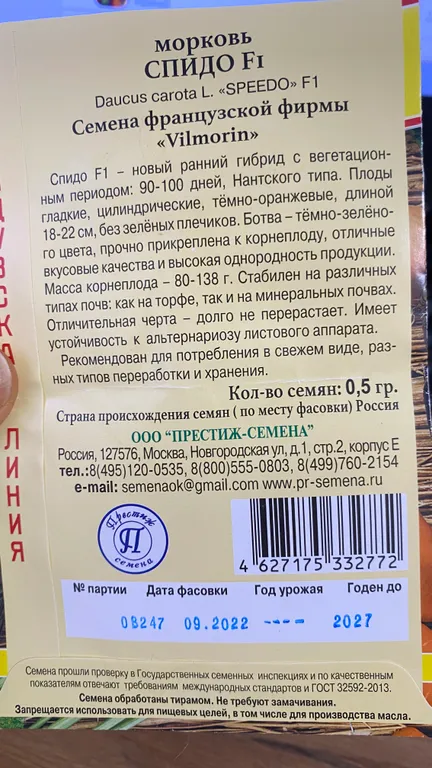 морковь
СПИДО F1
Daucus carota L. «SPEEDO» F1
Семена французской фирмы
«Vilmorin»
Спидо F1 – новый ранний гибрид с вегетацион-
ным периодом: 90-100 дней, Нантского типа. Плоды
гладкие, цилиндрические, тёмно-оранжевые, длиной
18-22 см, без зелёных плечиков. Ботва – тёмно-зелёно-
го цвета, прочно прикреплена к корнеплоду, отличные
вкусовые качества и высокая однородность продукции.
Масса корнеплода – 80-138 г. Стабилен на различных
типах почв: как на торфе, так и на минеральных почвах.
Отличительная черта – долго не перерастает. Имеет
устойчивость к альтернариозу листового аппарата.
Рекомендован для потребления в свежем виде, раз-
ных типов переработки и хранения.
Кол-во семян: 0,5 гр.
Страна происхождения семян ( по месту фасовки) Россия
ООО "ПРЕСТИЖ-СЕМЕНА"
Россия, 127576, Москва, Новгородская ул, д.1, стр.2, корпус Е
тел.:8(495)120-0535, 8(800)555-0803, 8(499)760-2154
e-mail: semenaok@gmail.com www.pr-semena.ru
Престиж
П
семена
4 627175 332772
№ партии Дата фасовки Год урожая Годен до
08247 09.2022 ---- 2027
Семена прошли проверку в Государственных семенных инспекциях и по качественным
показателям отвечают требованиям международных стандартов и ГОСТ 32592-2013.
Семена обработаны тирамом. Не требуют замачивания.
Запрещается использовать для пищевых целей, в том числе для производства масла.
ЛИНИЯ